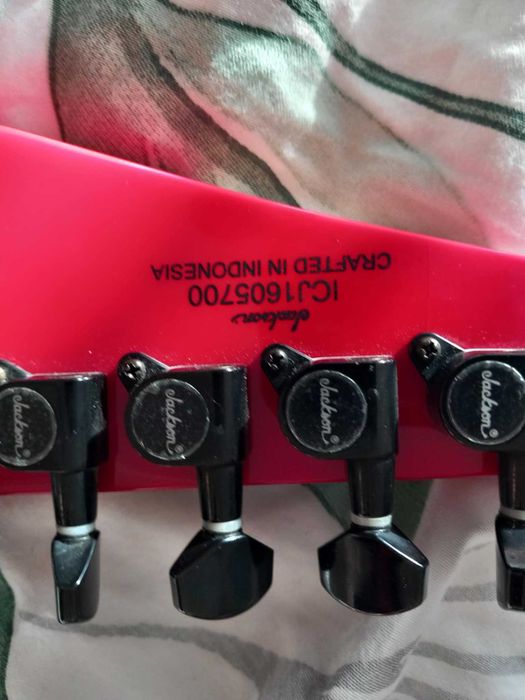 Jackson
ICJ1605700
CRAFTED IN INDONESIA
Jackson®
Jackson®
Jackson®
Jackson®